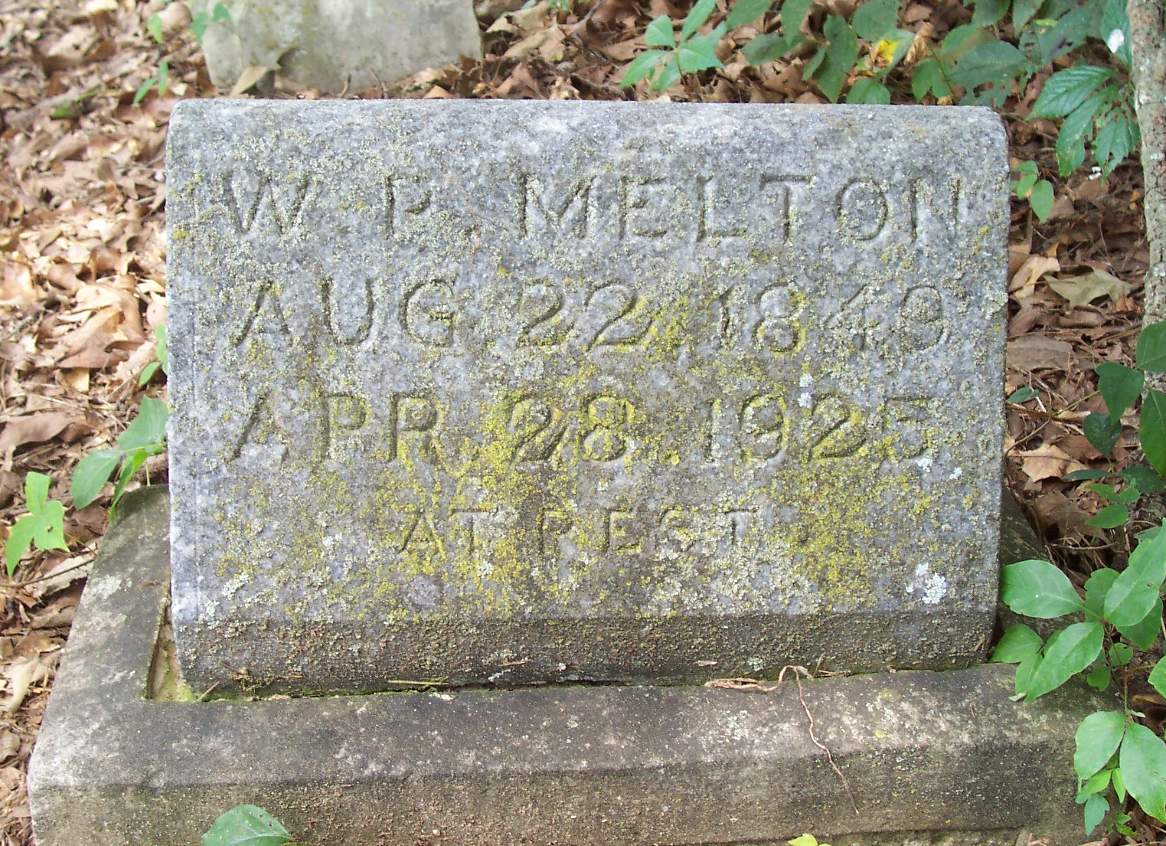 W. P. MELTON
AUG. 22, 1849
APR. 28, 1925
AT REST